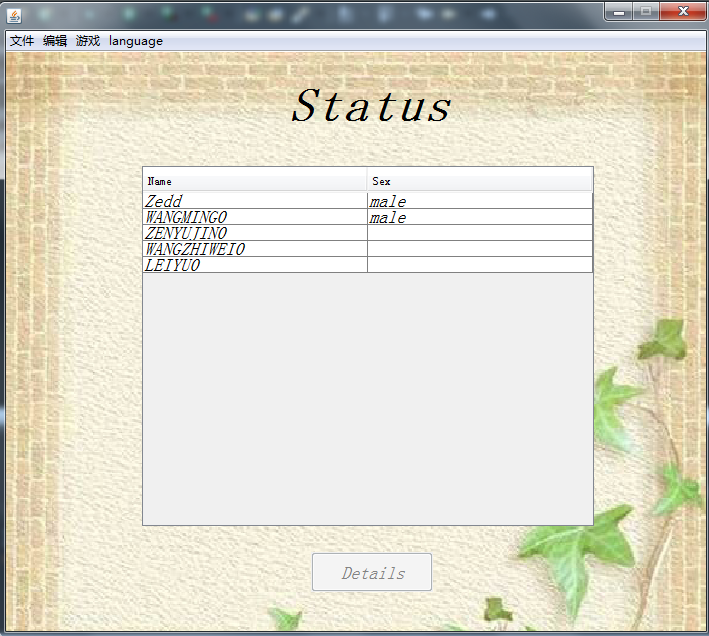 文件 编辑 游戏 language
Status
Name Sex
Zedd male
WANGMINGO male
ZENYUJINO
WANGZHIWEIO
LEIYUO
Details